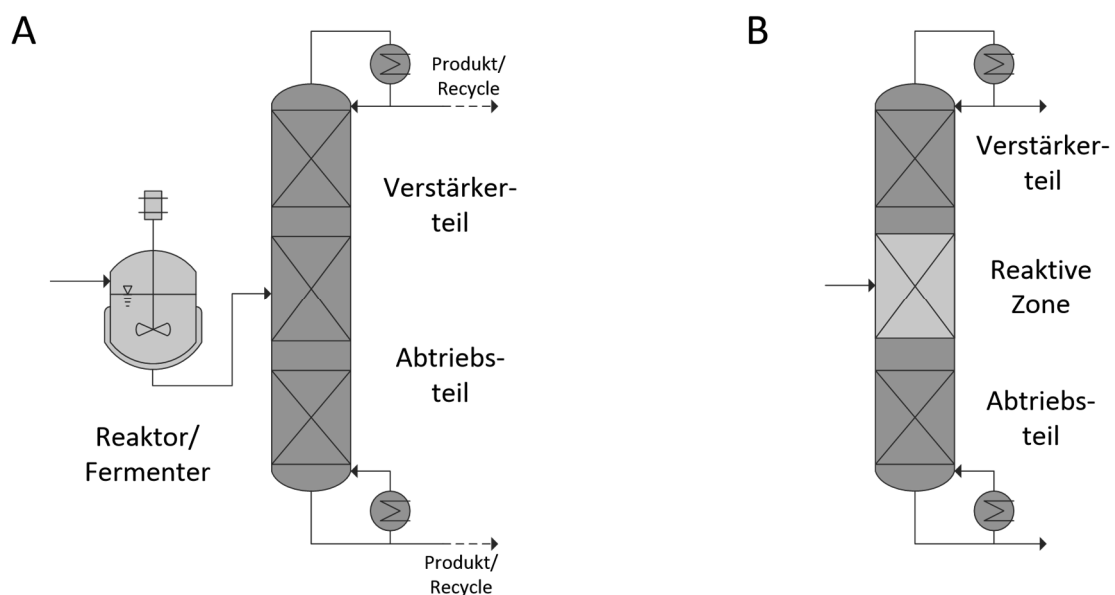 A
Produkt/
Recycle
Verstärker-
teil
Abtriebs-
teil
Reaktor/
Fermenter
Produkt/
Recycle
B
Verstärker-
teil
Reaktive
Zone
Abtriebs-
teil